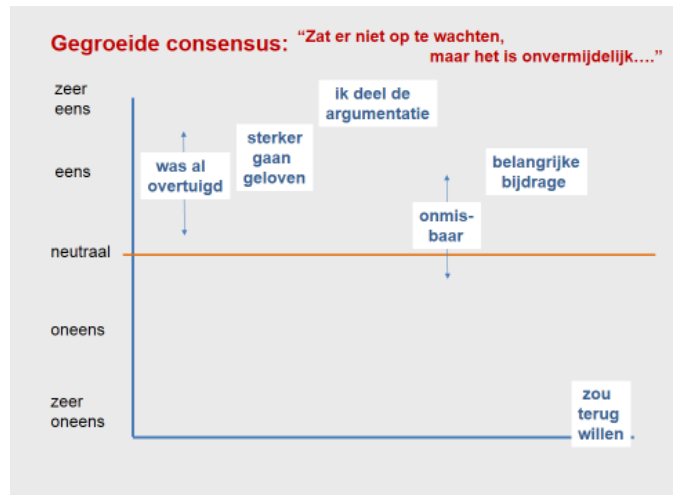 Gegroeide consensus: “Zat er niet op te wachten,
maar het is onvermijdelijk….”
zeer
eens
eens
neutraal
oneens
zeer
oneens
was al
overtuigd
sterker
gaan
geloven
ik deel de
argumentatie
onmis-
baar
belangrijke
bijdrage
zou
terug
willen